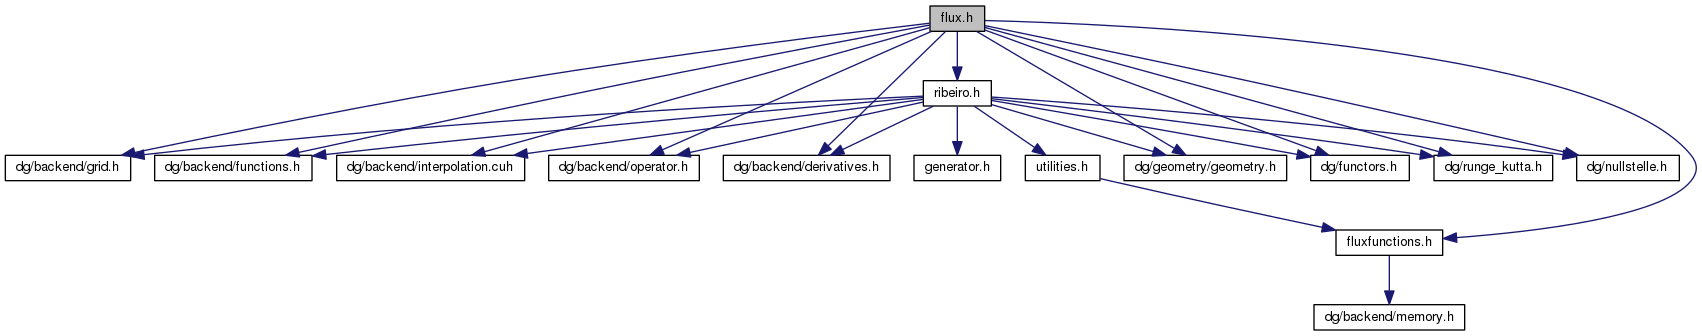 flux.h
ribeiro.h
dg/backend/grid.h
dg/backend/functions.h
dg/backend/interpolation.cuh
dg/backend/operator.h
dg/backend/derivatives.h
generator.h
utilities.h
dg/geometry/geometry.h
dg/functors.h
dg/runge_kutta.h
dg/nullstelle.h
fluxfunctions.h
dg/backend/memory.h